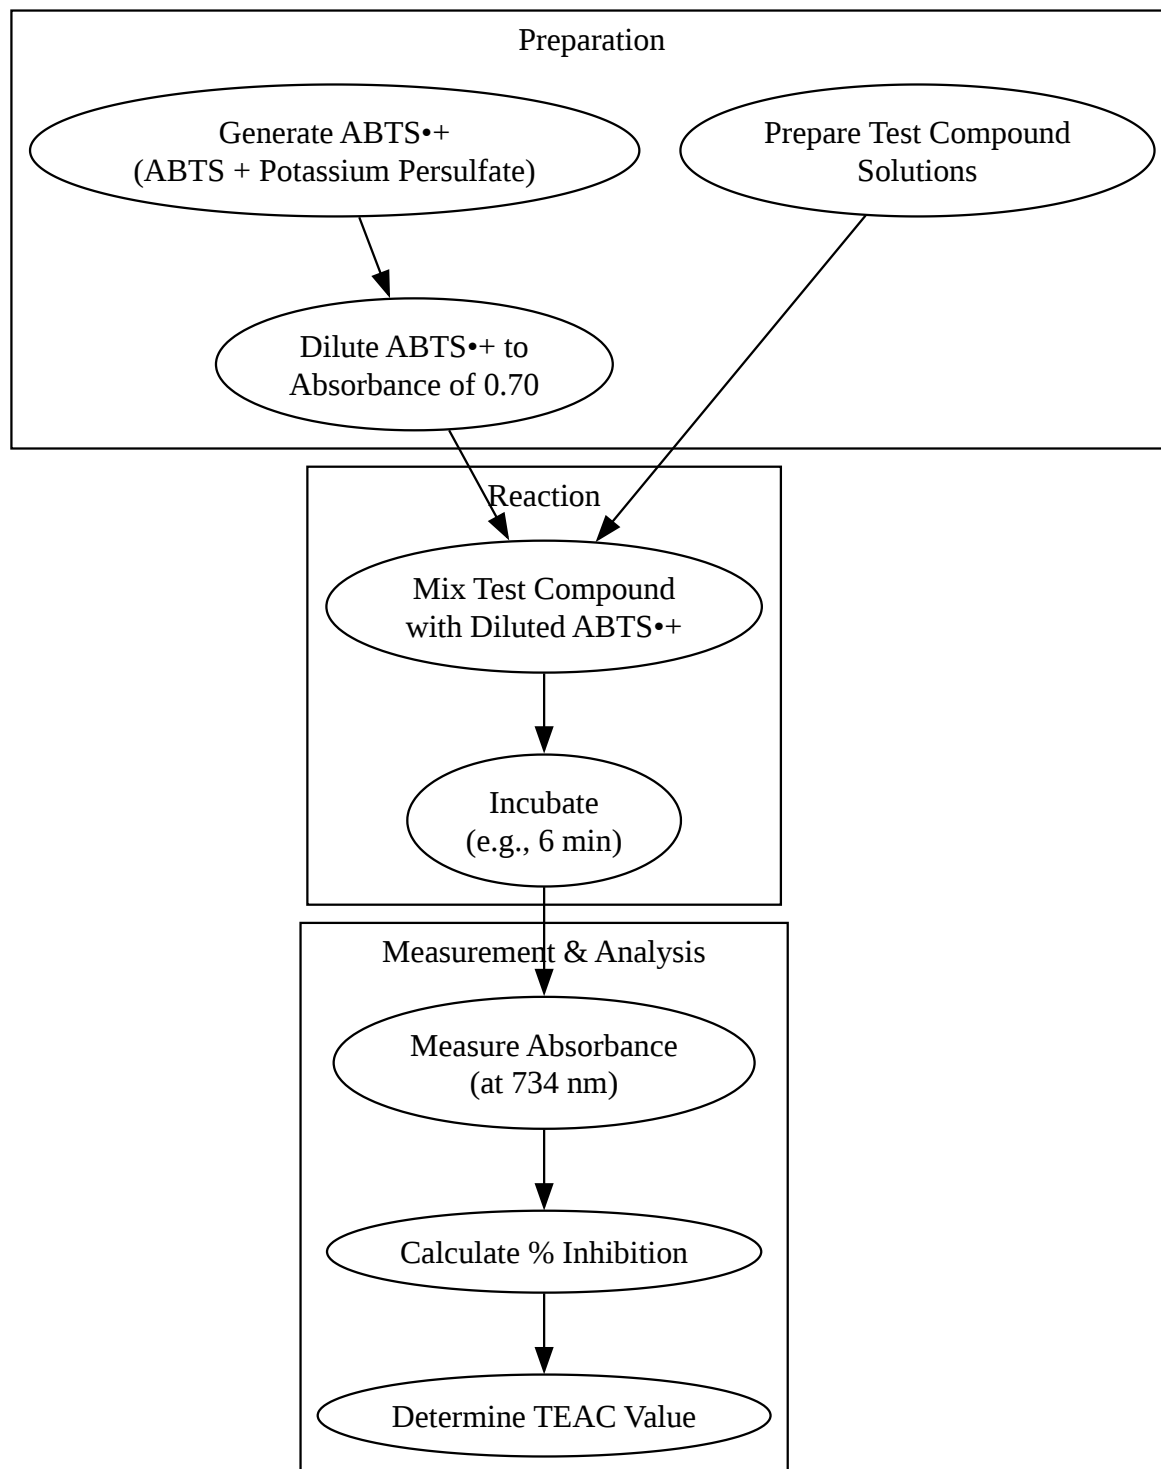 Preparation
Generate ABTS•+
(ABTS + Potassium Persulfate)
Prepare Test Compound
Solutions
Dilute ABTS•+ to
Absorbance of 0.70
Reaction
Mix Test Compound
with Diluted ABTS•+
Incubate
(e.g., 6 min)
Measurement & Analysis
Measure Absorbance
(at 734 nm)
Calculate % Inhibition
Determine TEAC Value